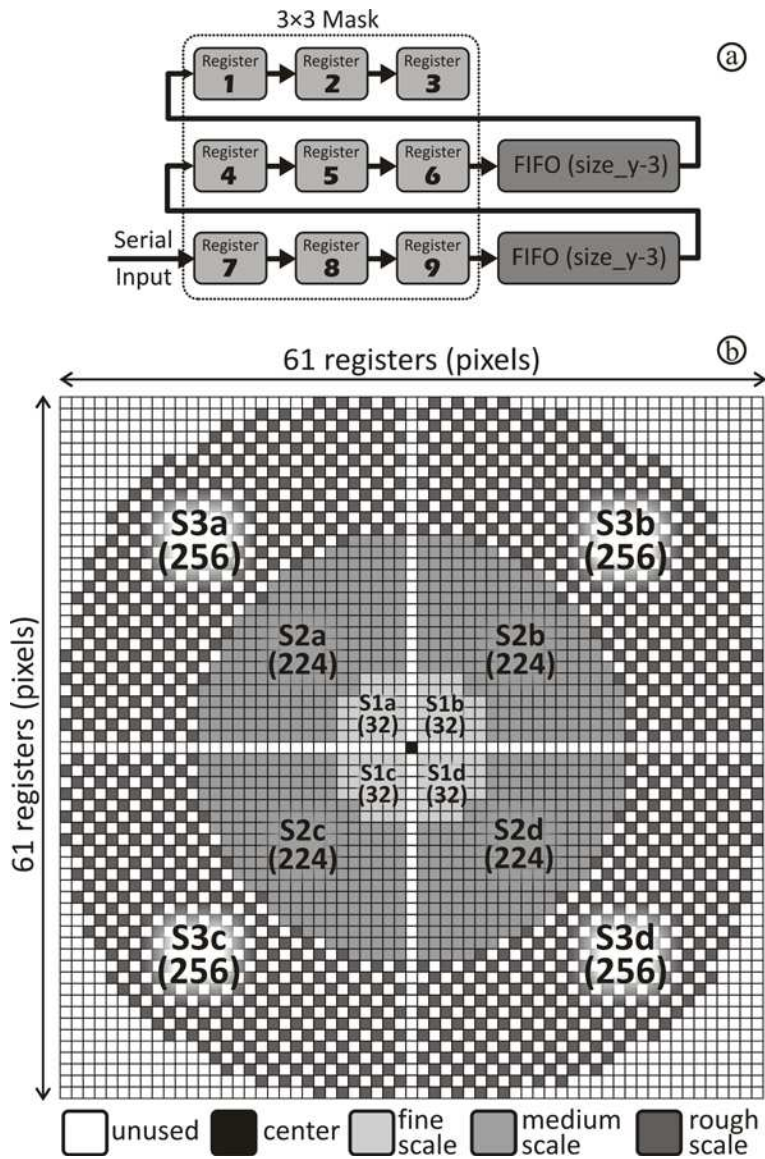 3×3 Mask
a
Register
1
Register
2
Register
3
Register
4
Register
5
Register
6
FIFO (size_y-3)
Serial
Input
Register
7
Register
8
Register
9
FIFO (size_y-3)
b
61 registers (pixels)
61 registers (pixels)
S3a
(256)
S3b
(256)
S2a
(224)
S2b
(224)
S1a
(32)
S1b
(32)
S1c
(32)
S1d
(32)
S2c
(224)
S2d
(224)
S3c
(256)
S3d
(256)
unused
center
fine
scale
medium
scale
rough
scale